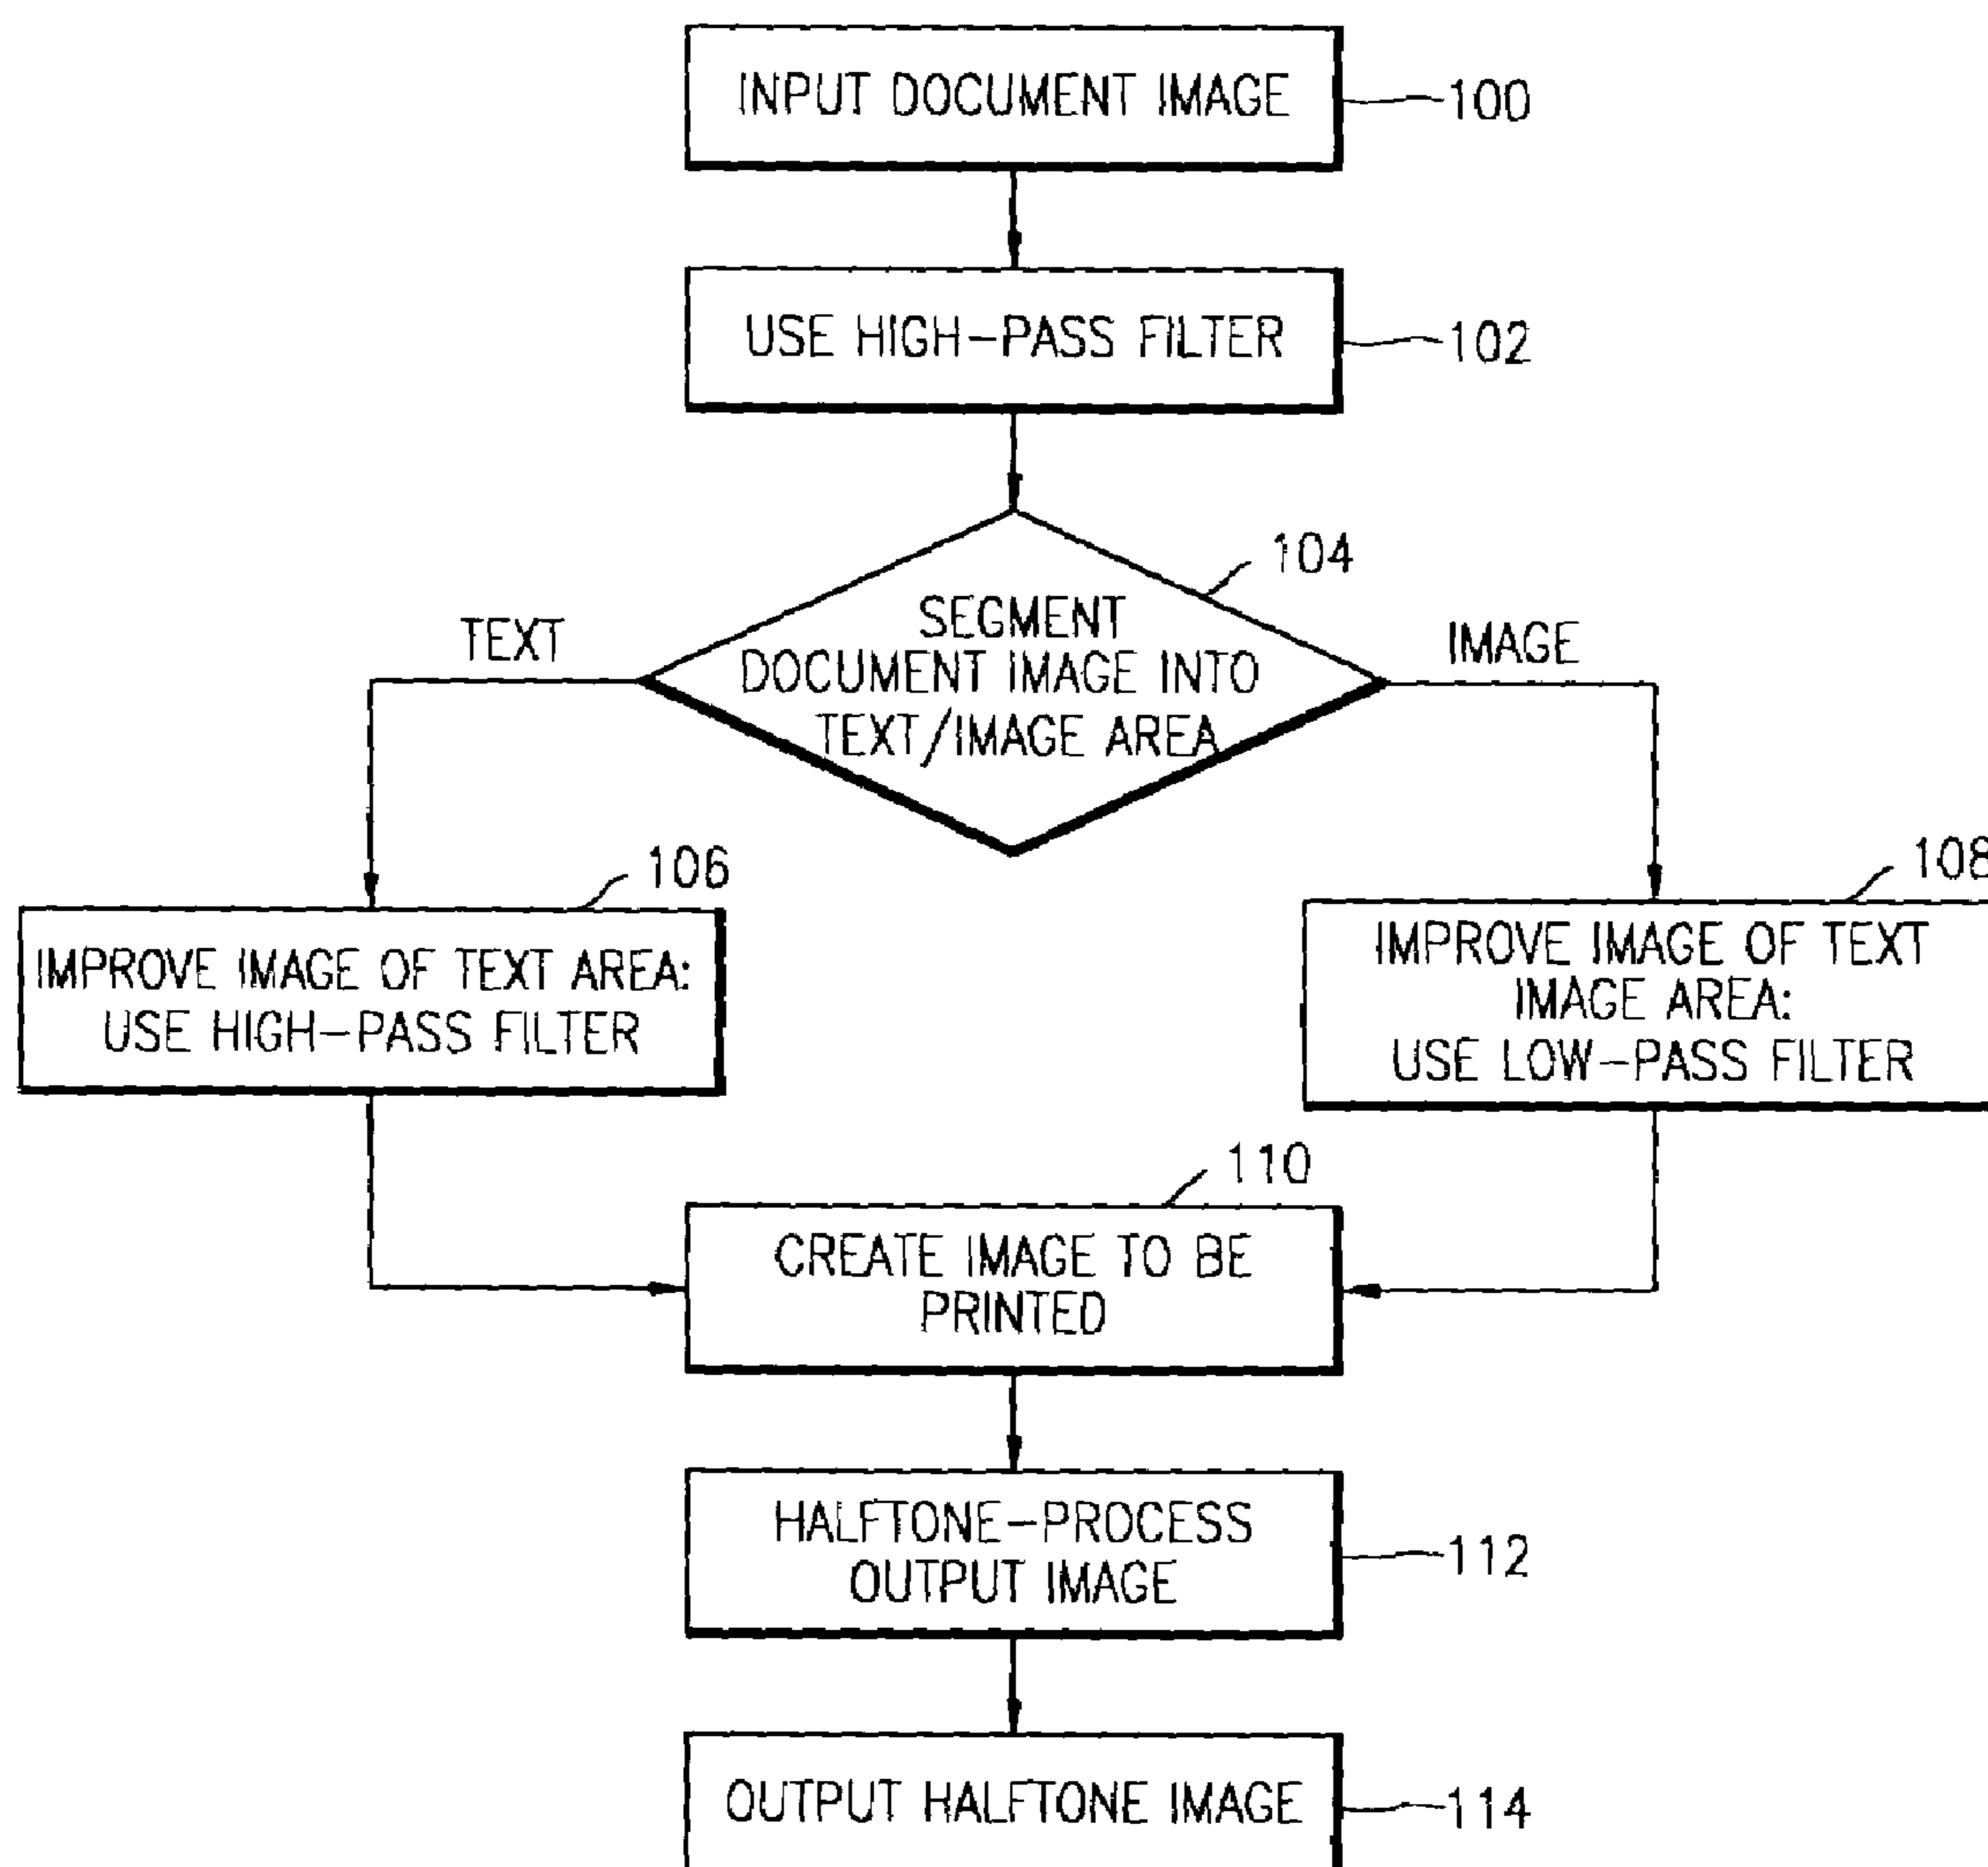 INPUT DOCUMENT IMAGE
100
USE HIGH-PASS FILTER
102
104
SEGMENT
DOCUMENT IMAGE INTO
TEXT/IMAGE AREA
TEXT
IMAGE
106
IMPROVE IMAGE OF TEXT AREA:
USE HIGH-PASS FILTER
108
IMPROVE IMAGE OF TEXT
IMAGE AREA:
USE LOW-PASS FILTER
110
CREATE IMAGE TO BE
PRINTED
HALFTONE-PROCESS
OUTPUT IMAGE
112
OUTPUT HALFTONE IMAGE
114